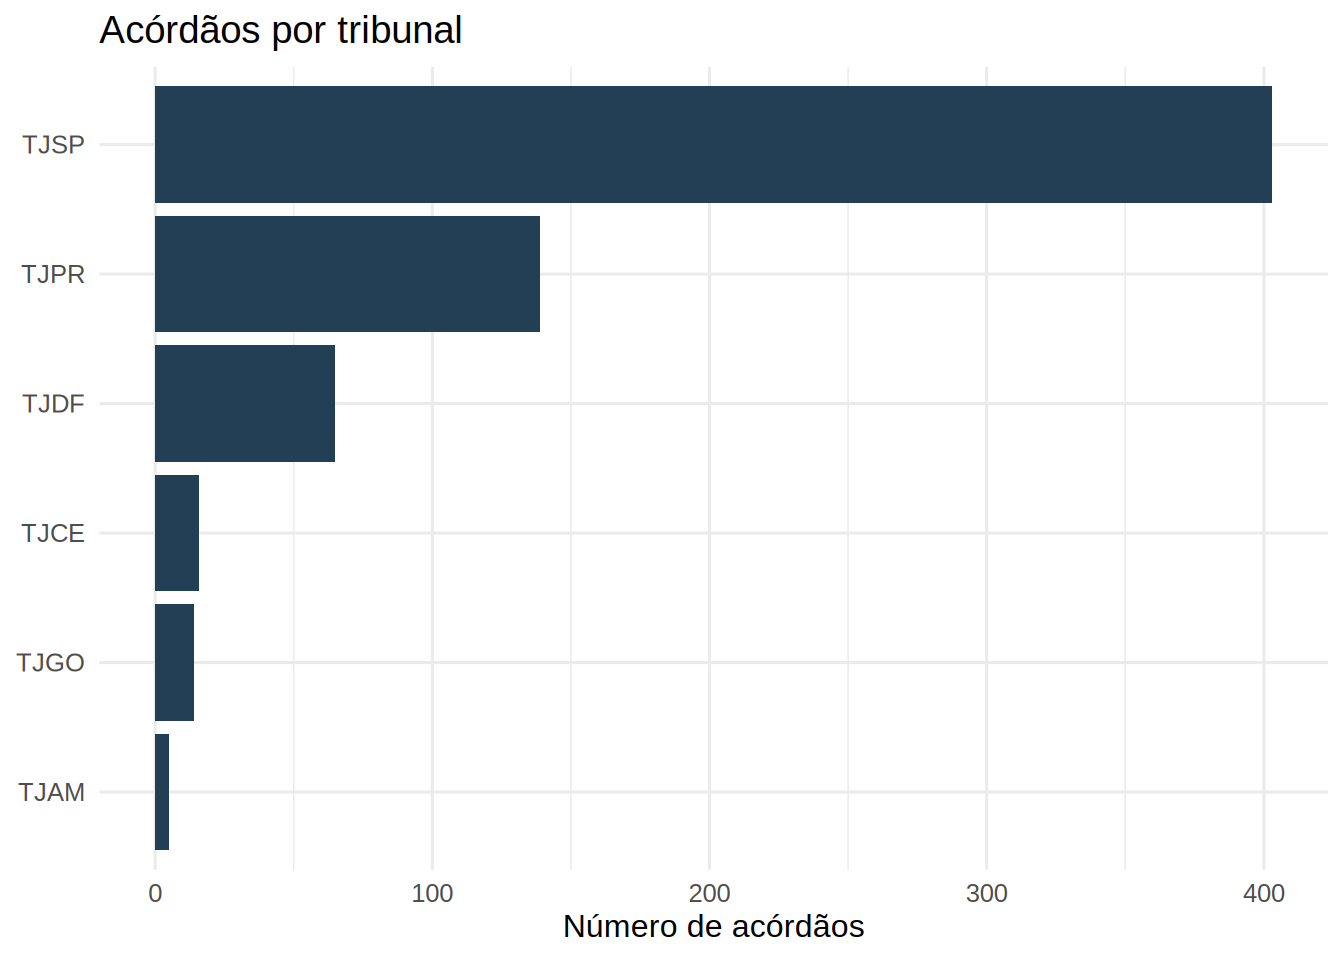 Acórdãos por tribunal
TJSP
TJPR
TJDF
TJCE
TJGO
TJAM
0 100 200 300 400
Número de acórdãos